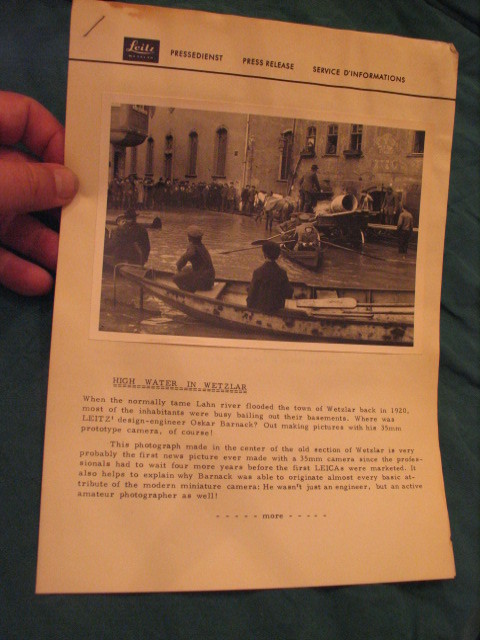 Leitz
WETZLAR
PRESSEDIENST PRESS RELEASE SERVICE D'INFORMATIONS
HIGH WATER IN WETZLAR
When the normally tame Lahn river flooded the town of Wetzlar back in 1920,
most of the inhabitants were busy bailing out their basements. Where was
LEITZ' design-engineer Oskar Barnack? Out making pictures with his 35mm
prototype camera, of course!
This photograph made in the center of the old section of Wetzlar is very
probably the first news picture ever made with a 35mm camera since the profes-
sionals had to wait four more years before the first LEICAs were marketed. It
also helps to explain why Barnack was able to originate almost every basic at-
tribute of the modern miniature camera: He wasn't just an engineer, but an active
amateur photographer as well!
- - - - - more - - - - -